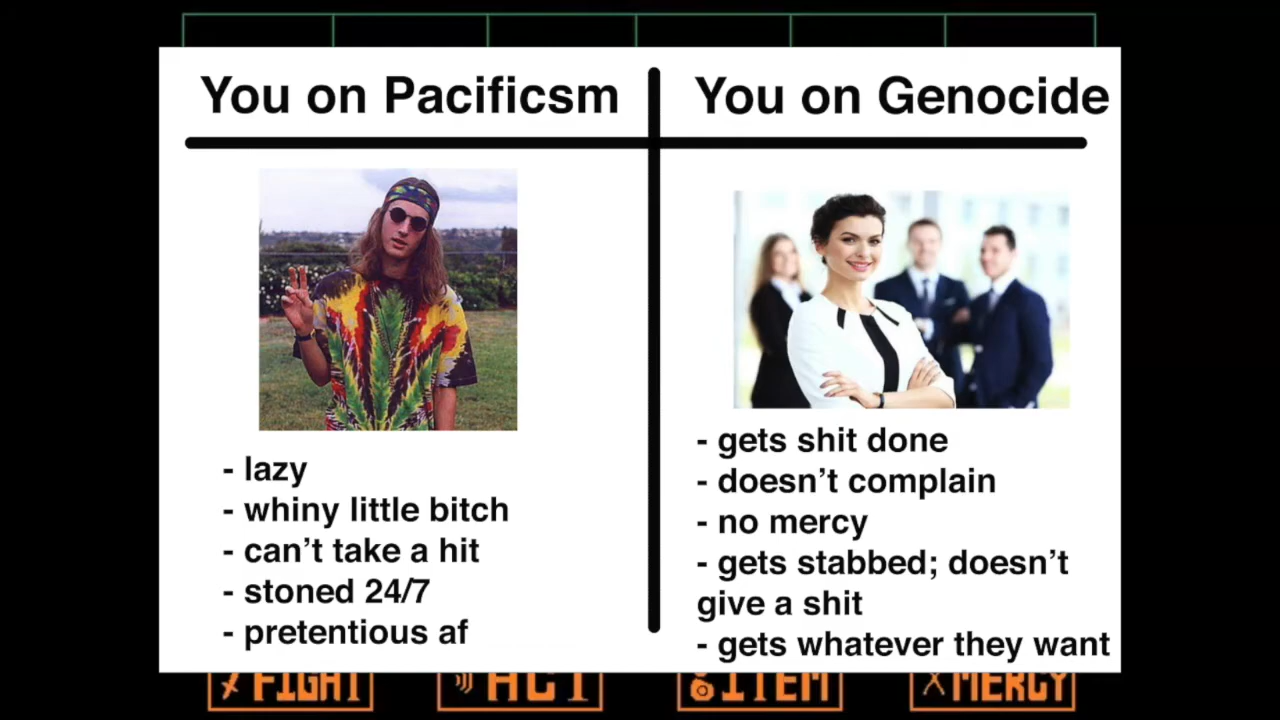 You on Pacificsm
- lazy
- whiny little bitch
- can't take a hit
- stoned 24/7
- pretentious af
You on Genocide
- gets shit done
- doesn't complain
- no mercy
- gets stabbed; doesn't
give a shit
- gets whatever they want
FIGHT ACT ITEM MERCY